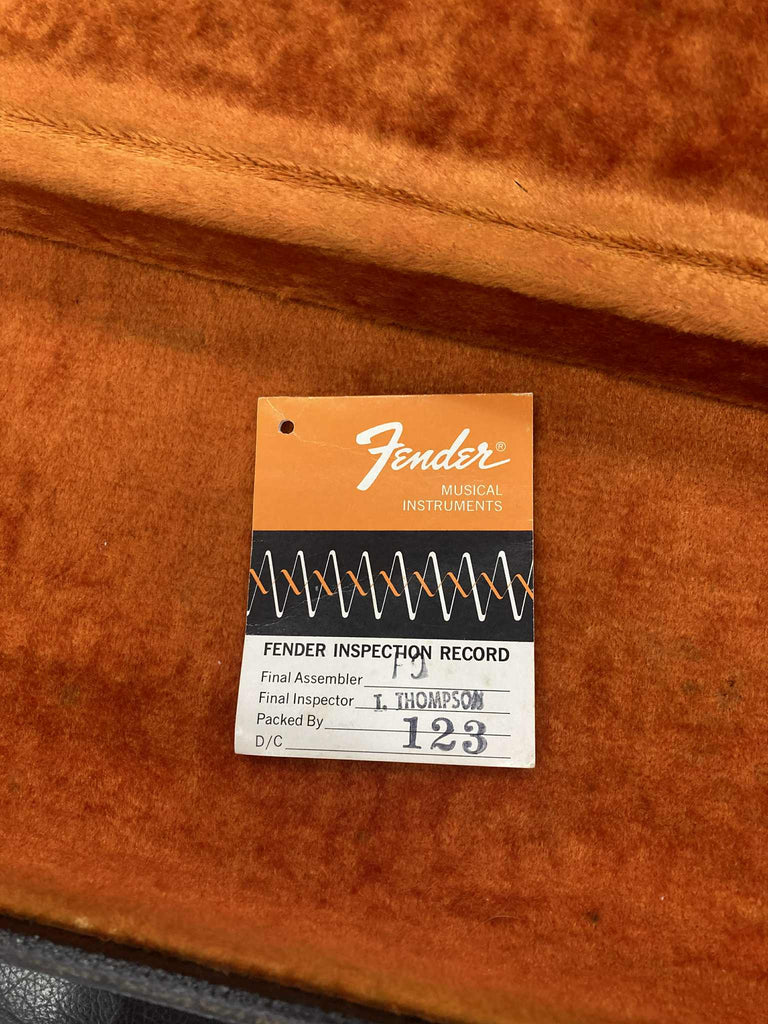 Fender®
MUSICAL
INSTRUMENTS
FENDER INSPECTION RECORD
Final Assembler
Final Inspector T. THOMPSON
Packed By 123
D/C